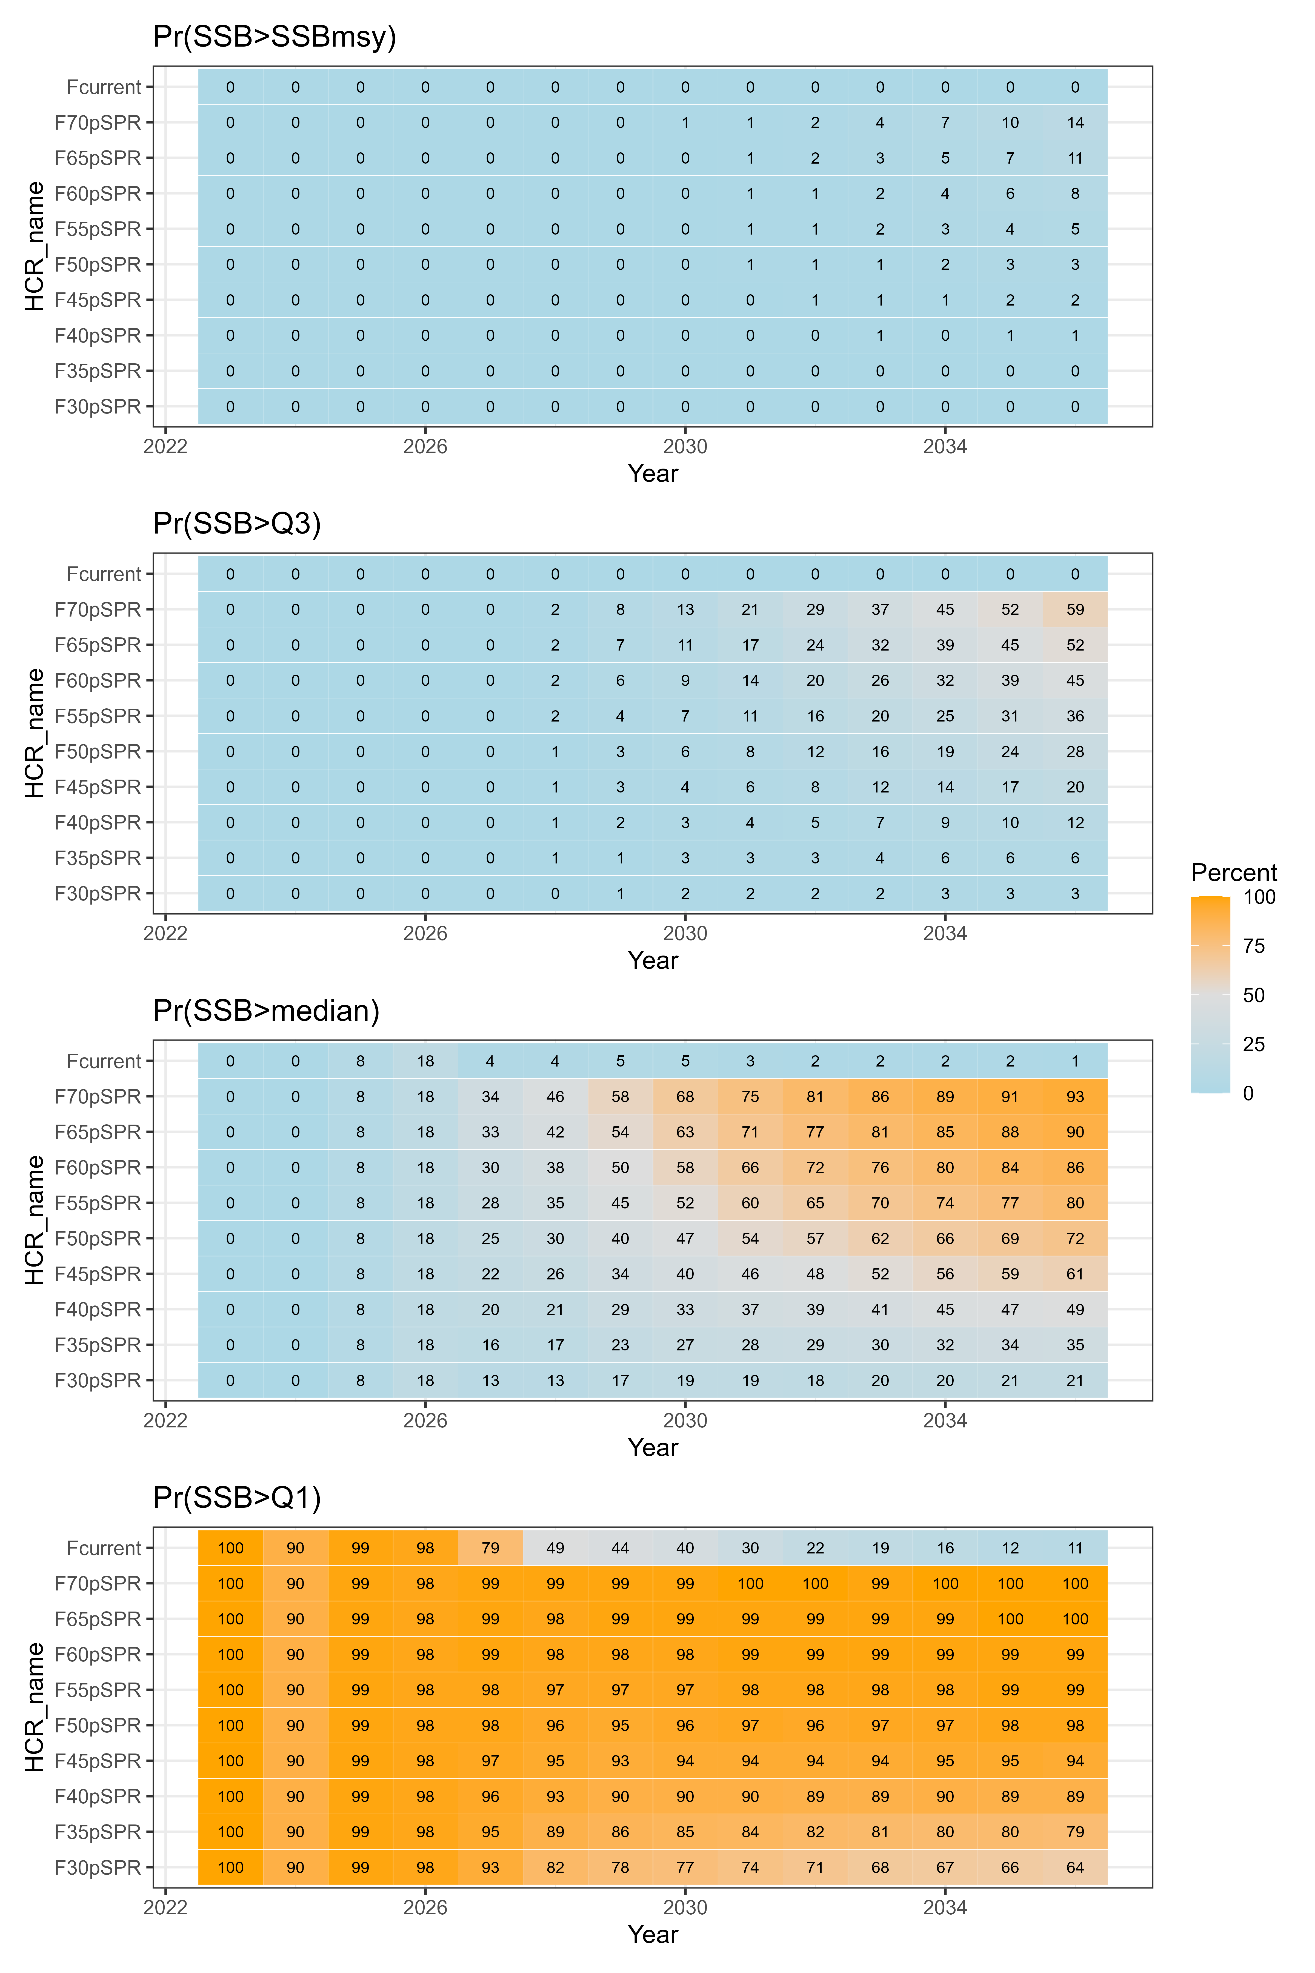 Pr(SSB>SSBmsy)
HCR_name
Fcurrent 0 0 0 0 0 0 0 0 0 0 0 0 0 0
F70pSPR 0 0 0 0 0 0 0 1 1 2 4 7 10 14
F65pSPR 0 0 0 0 0 0 0 0 1 2 3 5 7 11
F60pSPR 0 0 0 0 0 0 0 0 1 1 2 4 6 8
F55pSPR 0 0 0 0 0 0 0 0 1 1 2 3 4 5
F50pSPR 0 0 0 0 0 0 0 0 1 1 1 2 3 3
F45pSPR 0 0 0 0 0 0 0 0 0 1 1 1 2 2
F40pSPR 0 0 0 0 0 0 0 0 0 0 1 0 1 1
F35pSPR 0 0 0 0 0 0 0 0 0 0 0 0 0 0
F30pSPR 0 0 0 0 0 0 0 0 0 0 0 0 0 0
2022 2026 2030 2034
Year
Pr(SSB>Q3)
HCR_name
Fcurrent 0 0 0 0 0 0 0 0 0 0 0 0 0 0
F70pSPR 0 0 0 0 0 2 8 13 21 29 37 45 52 59
F65pSPR 0 0 0 0 0 2 7 11 17 24 32 39 45 52
F60pSPR 0 0 0 0 0 2 6 9 14 20 26 32 39 45
F55pSPR 0 0 0 0 0 2 4 7 11 16 20 25 31 36
F50pSPR 0 0 0 0 0 1 3 6 8 12 16 19 24 28
F45pSPR 0 0 0 0 0 1 3 4 6 8 12 14 17 20
F40pSPR 0 0 0 0 0 1 2 3 4 5 7 9 10 12
F35pSPR 0 0 0 0 0 1 1 3 3 3 4 6 6 6
F30pSPR 0 0 0 0 0 0 1 2 2 2 2 3 3 3
2022 2026 2030 2034
Year
Percent
100
75
50
25
0
Pr(SSB>median)
HCR_name
Fcurrent 0 0 8 18 4 4 5 5 3 2 2 2 2 1
F70pSPR 0 0 8 18 34 46 58 68 75 81 86 89 91 93
F65pSPR 0 0 8 18 33 42 54 63 71 77 81 85 88 90
F60pSPR 0 0 8 18 30 38 50 58 66 72 76 80 84 86
F55pSPR 0 0 8 18 28 35 45 52 60 65 70 74 77 80
F50pSPR 0 0 8 18 25 30 40 47 54 57 62 66 69 72
F45pSPR 0 0 8 18 22 26 34 40 46 48 52 56 59 61
F40pSPR 0 0 8 18 20 21 29 33 37 39 41 45 47 49
F35pSPR 0 0 8 18 16 17 23 27 28 29 30 32 34 35
F30pSPR 0 0 8 18 13 13 17 19 19 18 20 20 21 21
2022 2026 2030 2034
Year
Pr(SSB>Q1)
HCR_name
Fcurrent 100 90 99 98 79 49 44 40 30 22 19 16 12 11
F70pSPR 100 90 99 98 99 99 99 99 100 100 99 100 100 100
F65pSPR 100 90 99 98 99 98 99 99 99 99 99 99 100 100
F60pSPR 100 90 99 98 99 98 98 98 99 99 99 99 99 99
F55pSPR 100 90 99 98 98 97 97 97 98 98 98 98 99 99
F50pSPR 100 90 99 98 98 96 95 96 97 96 97 97 98 98
F45pSPR 100 90 99 98 97 95 93 94 94 94 94 95 95 94
F40pSPR 100 90 99 98 96 93 90 90 90 89 89 90 89 89
F35pSPR 100 90 99 98 95 89 86 85 84 82 81 80 80 79
F30pSPR 100 90 99 98 93 82 78 77 74 71 68 67 66 64
2022 2026 2030 2034
Year